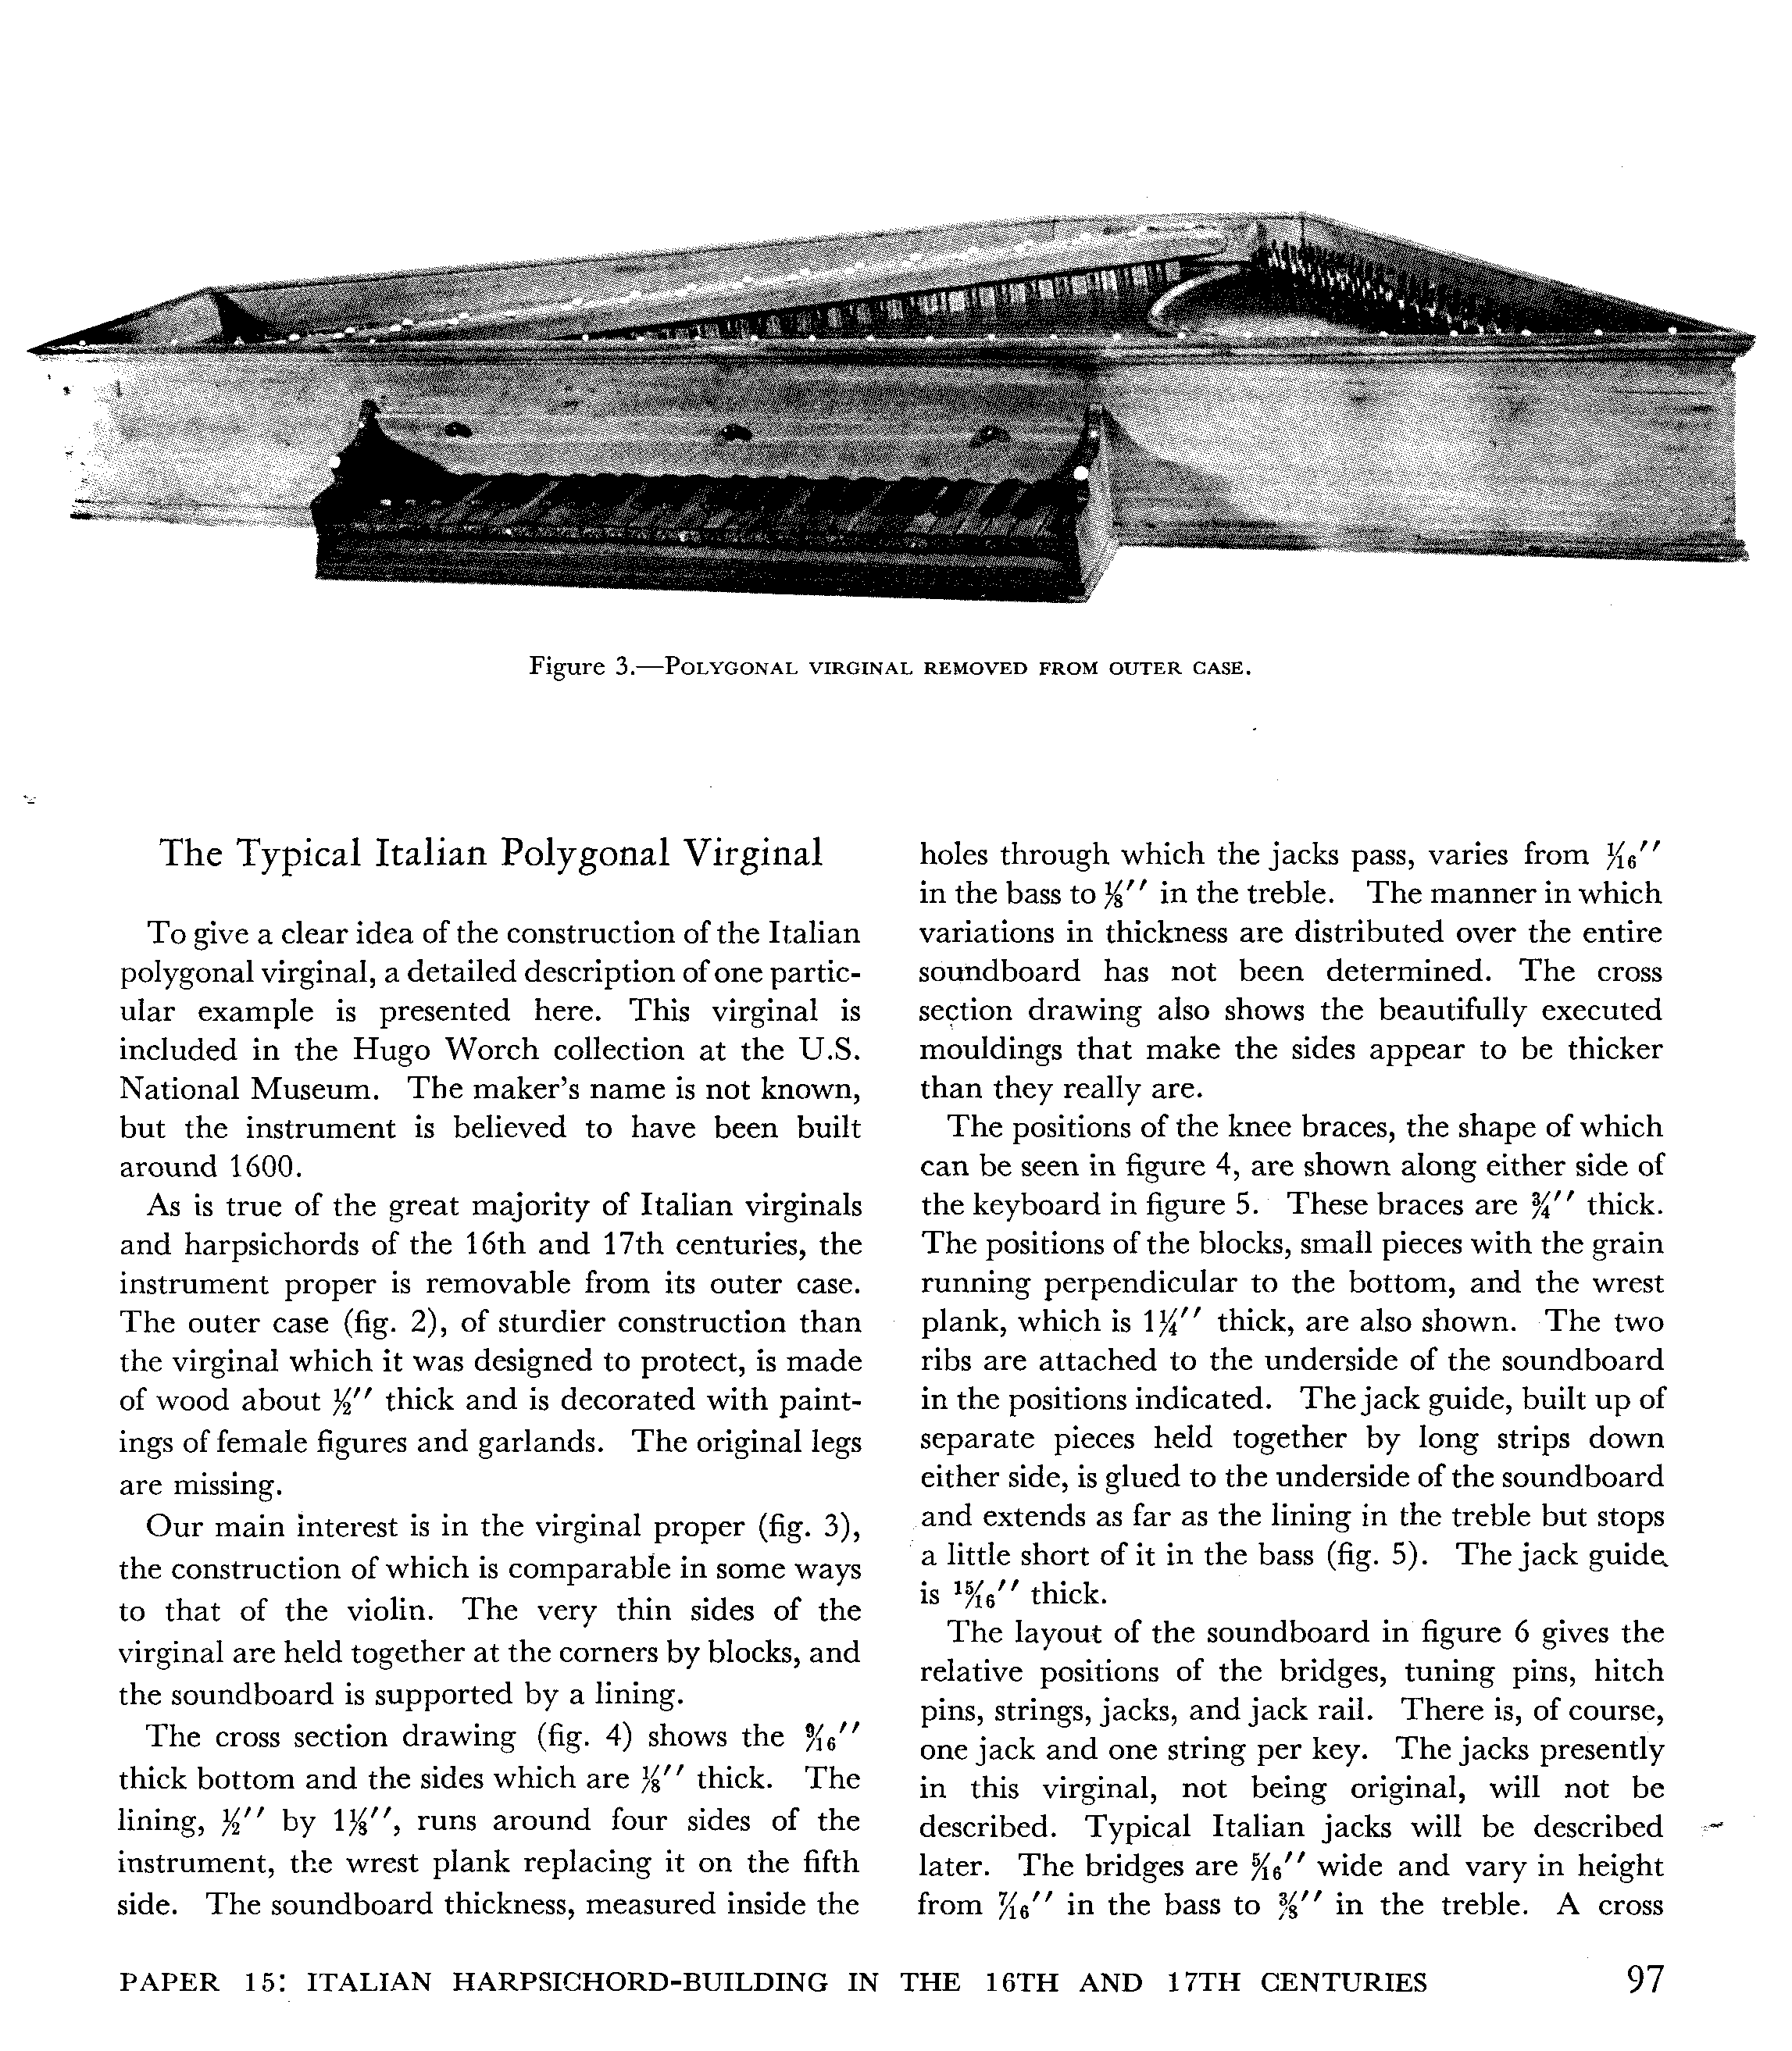 Figure 3.—Polygonal virginal removed from outer case.
The Typical Italian Polygonal Virginal
To give a clear idea of the construction of the Italian
polygonal virginal, a detailed description of one partic-
ular example is presented here. This virginal is
included in the Hugo Worch collection at the U.S.
National Museum. The maker's name is not known,
but the instrument is believed to have been built
around 1600.
As is true of the great majority of Italian virginals
and harpsichords of the 16th and 17th centuries, the
instrument proper is removable from its outer case.
The outer case (fig. 2), of sturdier construction than
the virginal which it was designed to protect, is made
of wood about ½″ thick and is decorated with paint-
ings of female figures and garlands. The original legs
are missing.
Our main interest is in the virginal proper (fig. 3),
the construction of which is comparable in some ways
to that of the violin. The very thin sides of the
virginal are held together at the corners by blocks, and
the soundboard is supported by a lining.
The cross section drawing (fig. 4) shows the 9/16″
thick bottom and the sides which are ⅛″ thick. The
lining, ½″ by 1⅛″, runs around four sides of the
instrument, the wrest plank replacing it on the fifth
side. The soundboard thickness, measured inside the
holes through which the jacks pass, varies from 1/16″
in the bass to ⅛″ in the treble. The manner in which
variations in thickness are distributed over the entire
soundboard has not been determined. The cross
section drawing also shows the beautifully executed
mouldings that make the sides appear to be thicker
than they really are.
The positions of the knee braces, the shape of which
can be seen in figure 4, are shown along either side of
the keyboard in figure 5. These braces are ¾″ thick.
The positions of the blocks, small pieces with the grain
running perpendicular to the bottom, and the wrest
plank, which is 1¼″ thick, are also shown. The two
ribs are attached to the underside of the soundboard
in the positions indicated. The jack guide, built up of
separate pieces held together by long strips down
either side, is glued to the underside of the soundboard
and extends as far as the lining in the treble but stops
a little short of it in the bass (fig. 5). The jack guide
is 15/16″ thick.
The layout of the soundboard in figure 6 gives the
relative positions of the bridges, tuning pins, hitch
pins, strings, jacks, and jack rail. There is, of course,
one jack and one string per key. The jacks presently
in this virginal, not being original, will not be
described. Typical Italian jacks will be described
later. The bridges are 5/16″ wide and vary in height
from 7/16″ in the bass to ⅜″ in the treble. A cross
PAPER 15: ITALIAN HARPSICHORD-BUILDING IN THE 16TH AND 17TH CENTURIES 97